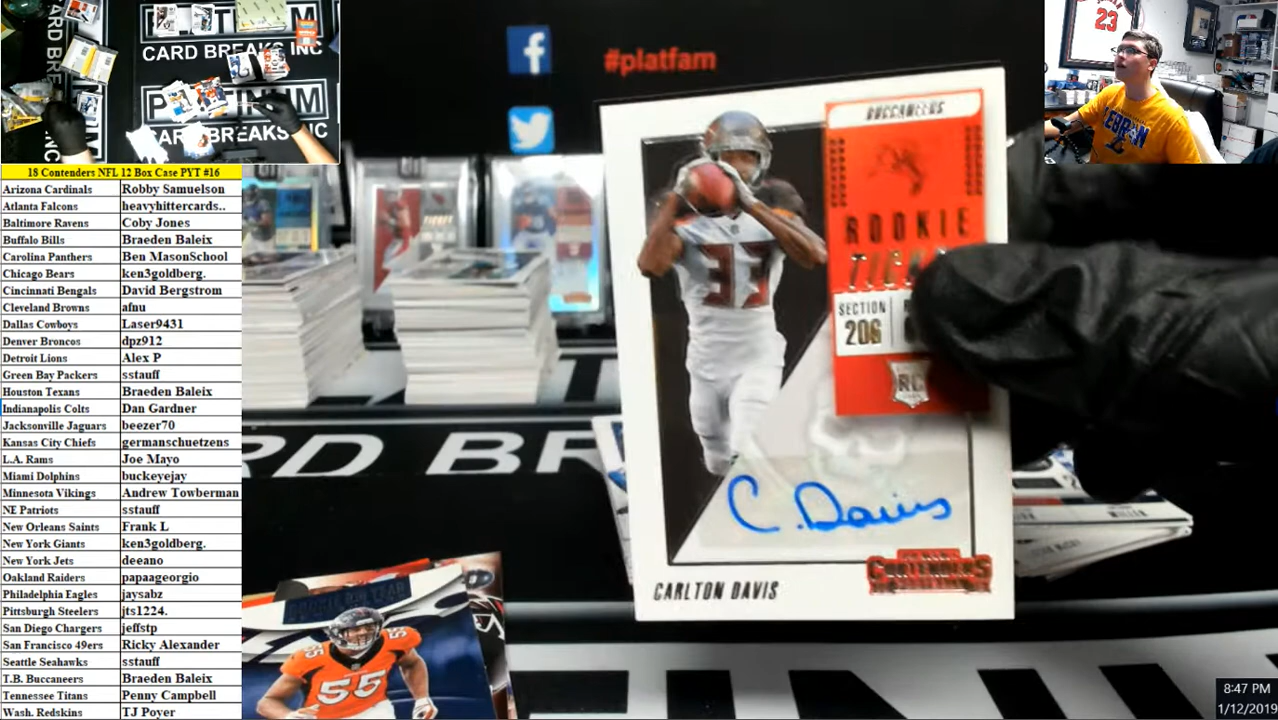 CARD BREAKS INC
PLATINUM
CARD BREAKS INC
#platfam
23
18 Contenders NFL 12 Box Case PYT #16
Arizona Cardinals Robby Samuelson
Atlanta Falcons heavyhittercards..
Baltimore Ravens Coby Jones
Buffalo Bills Braeden Baleix
Carolina Panthers Ben MasonSchool
Chicago Bears ken3goldberg.
Cincinnati Bengals David Bergstrom
Cleveland Browns afnu
Dallas Cowboys Laser9431
Denver Broncos dpz912
Detroit Lions Alex P
Green Bay Packers sstauff
Houston Texans Braeden Baleix
Indianapolis Colts Dan Gardner
Jacksonville Jaguars beezer70
Kansas City Chiefs germanschuetzens
L.A. Rams Joe Mayo
Miami Dolphins buckeyejay
Minnesota Vikings Andrew Towberman
NE Patriots sstauff
New Orleans Saints Frank L
New York Giants ken3goldberg.
New York Jets deeano
Oakland Raiders papaageorgio
Philadelphia Eagles jaysabz
Pittsburgh Steelers jts1224.
San Diego Chargers jeffstp
San Francisco 49ers Ricky Alexander
Seattle Seahawks sstauff
T.B. Buccaneers Braeden Baleix
Tennessee Titans Penny Campbell
Wash. Redskins TJ Poyer
BUCCANEERS
ROOKIE
33
SECTION
206
C. Davis
CARLTON DAVIS
CONTENDERS
RD BR
55
8:47 PM
1/12/2019